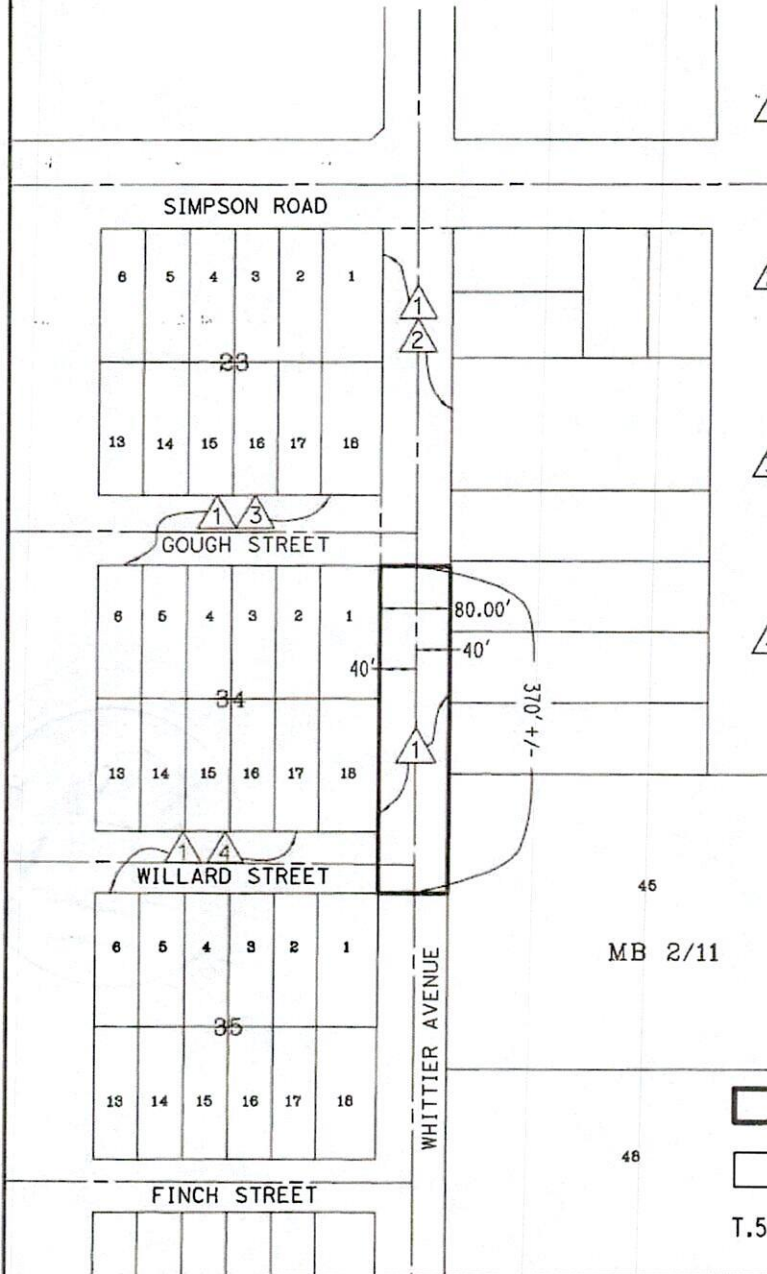 SIMPSON ROAD
6 5 4 3 2 1
1
2
33
13 14 15 16 17 18
1 3
GOUGH STREET
80.00'
6 5 4 3 2 1
40'
40'
34
370' +/-
1
13 14 15 16 17 18
1 4
WILLARD STREET
45
6 5 4 3 2 1
MB 2/11
WHITTIER AVENUE
35
13 14 15 16 17 18
48
FINCH STREET
T.5